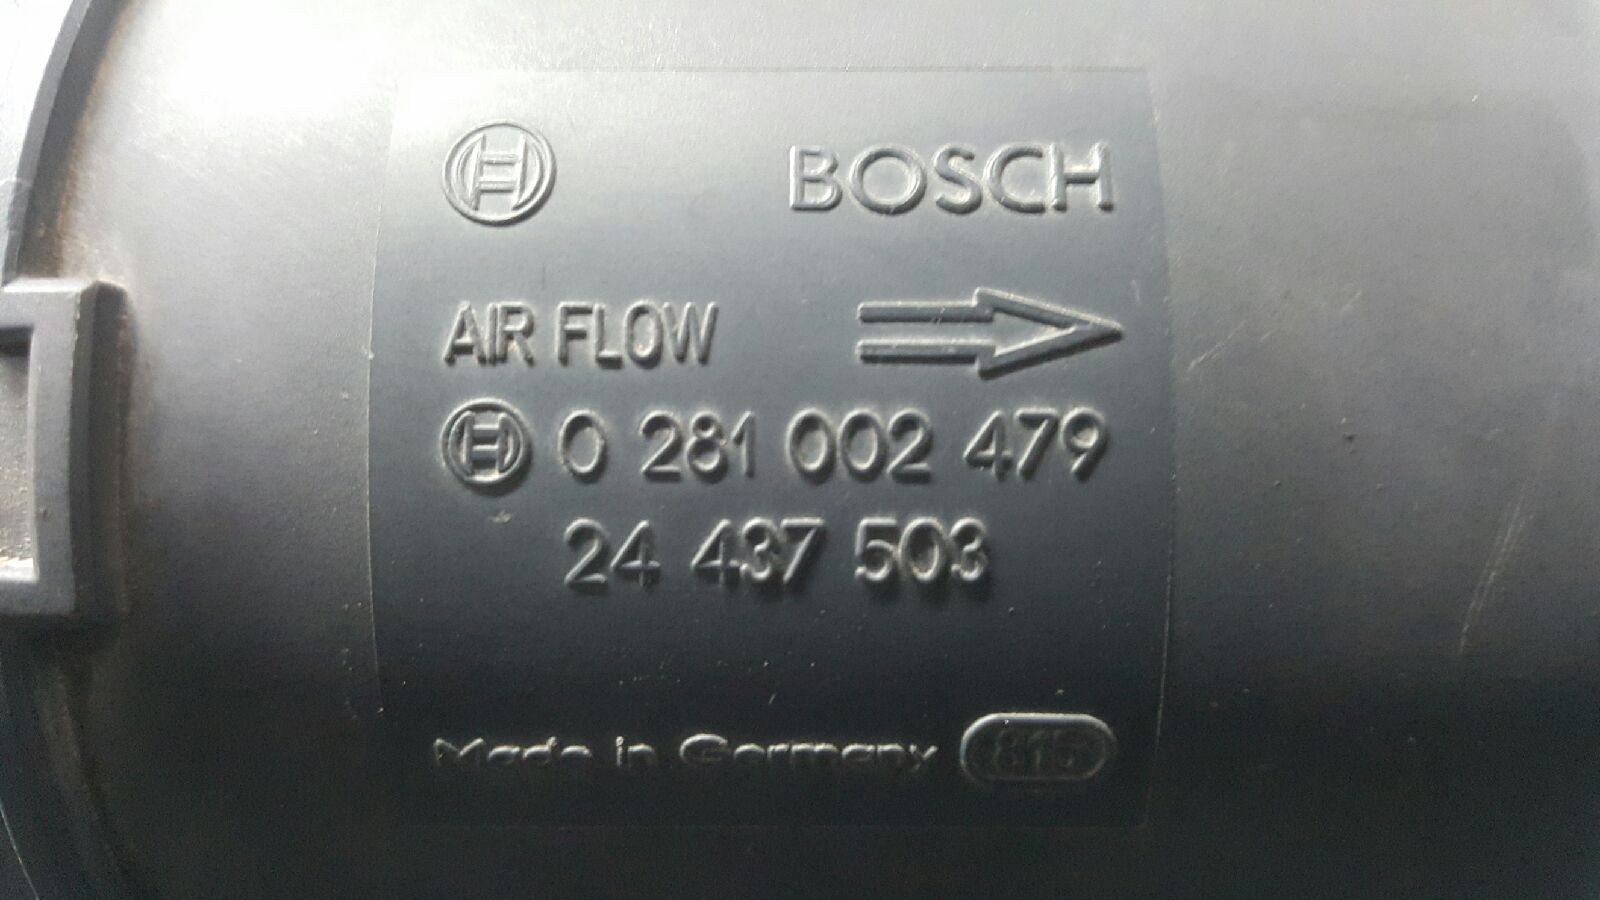 BOSCH
AIR FLOW
0 281 002 479
24 437 503
Made in Germany 815